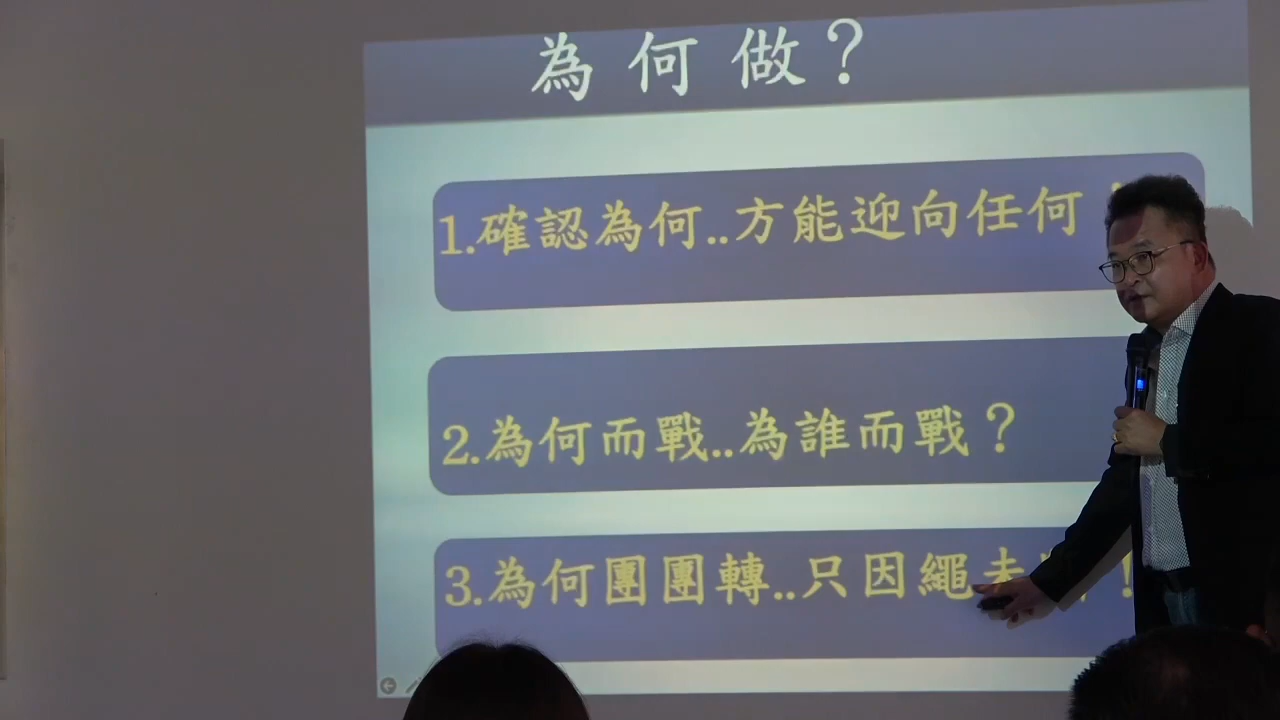 為何做？
1.確認為何..方能迎向任何！
2.為何而戰..為誰而戰？
3.為何團團轉..只因繩未！